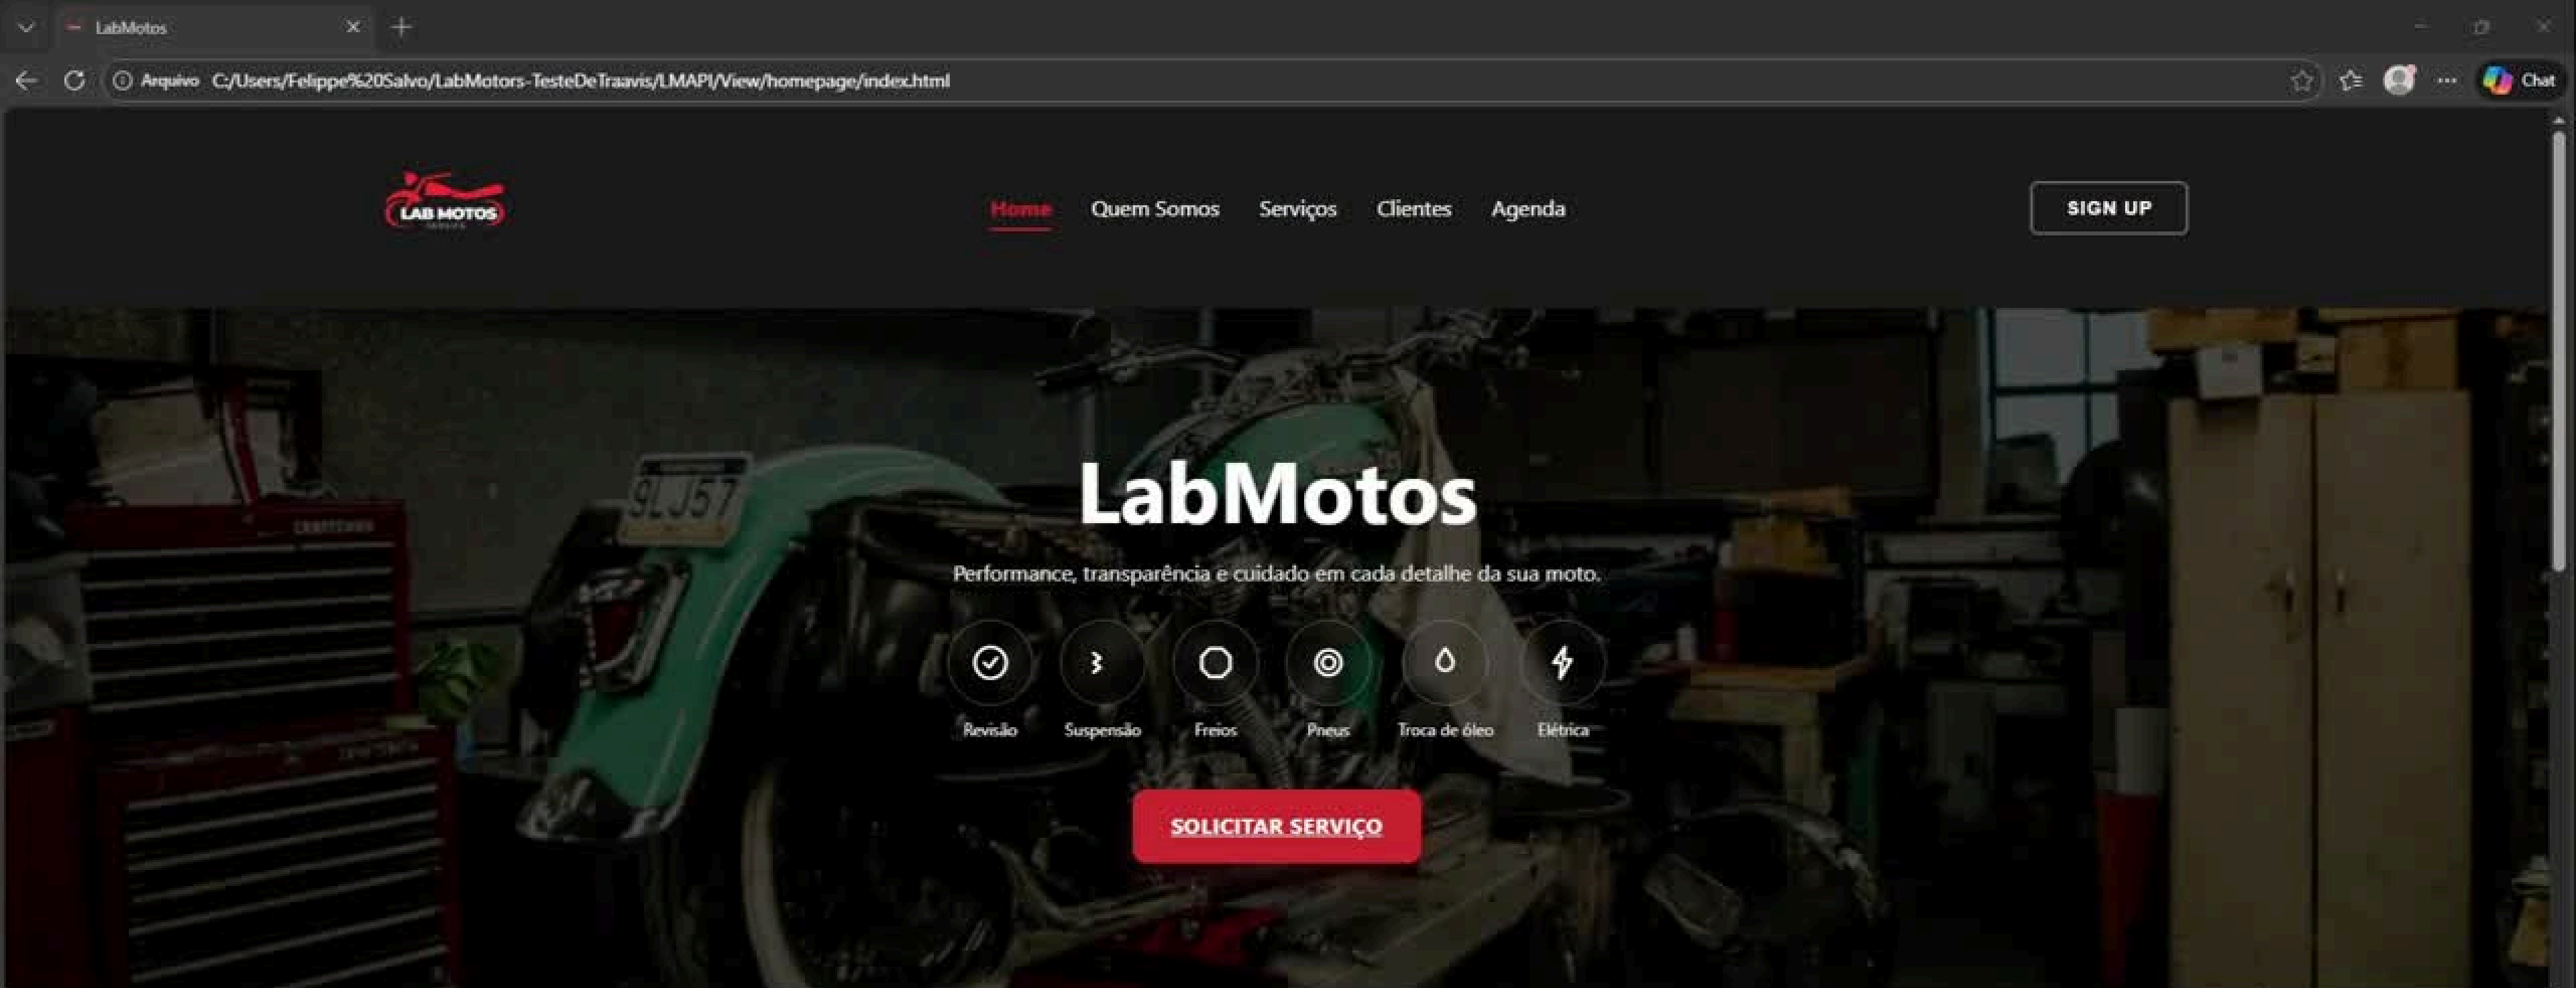 LabMotos
Arquivo C:/Users/Felippe%20Salvo/LabMotors-TesteDeTraavis/LMAPI/View/homepage/index.html
Chat
LAB MOTOS
Home Quem Somos Serviços Clientes Agenda
SIGN UP
9LJ57
CRAFTSMAN
LabMotos
Performance, transparência e cuidado em cada detalhe da sua moto.
Revisão Suspensão Freios Pneus Troca de óleo Elétrica
SOLICITAR SERVIÇO